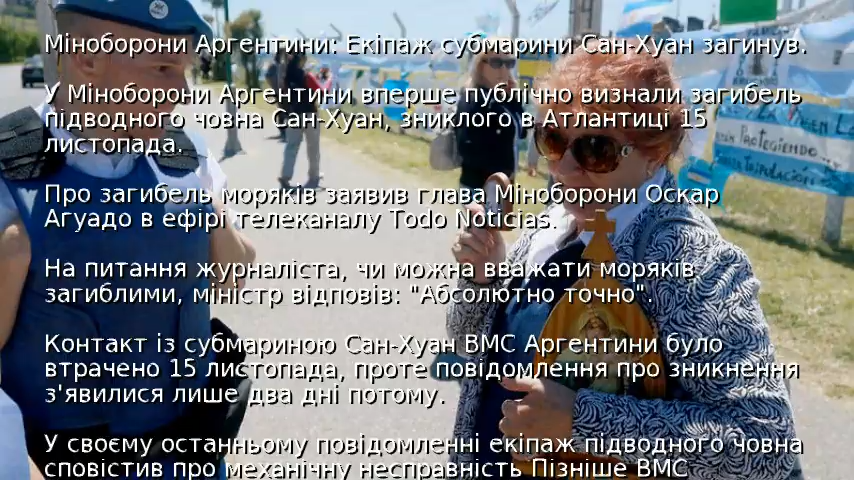 Міноборони Аргентини: Екіпаж субмарини Сан-Хуан загинув.
У Міноборони Аргентини вперше публічно визнали загибель
підводного човна Сан-Хуан, зниклого в Атлантиці 15
листопада.
Про загибель моряків заявив глава Міноборони Оскар
Агуадо в ефірі телеканалу Todo Noticias.
На питання журналіста, чи можна вважати моряків
загиблими, міністр відповів: "Абсолютно точно".
Контакт із субмариною Сан-Хуан ВМС Аргентини було
втрачено 15 листопада, проте повідомлення про зникнення
з'явилися лише два дні потому.
У своєму останньому повідомленні екіпаж підводного човна
сповістив про механічну несправність Пізніше ВМС
PROTEGIENDO
TRIPULACION